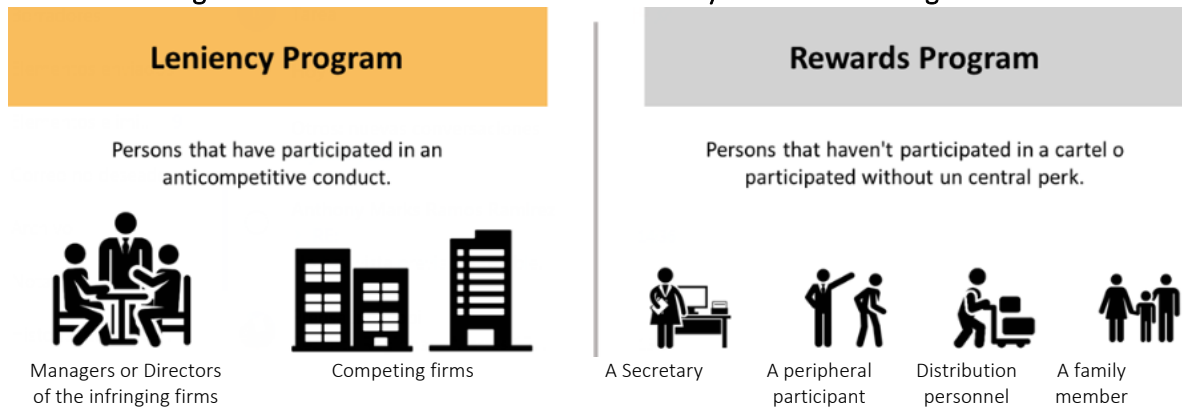 Leniency Program
Rewards Program
Persons that have participated in an
anticompetitive conduct.
Persons that haven't participated in a cartel o
participated without un central perk.
Managers or Directors
of the infringing firms
Competing firms
A Secretary
A peripheral
participant
Distribution
personnel
A family
member